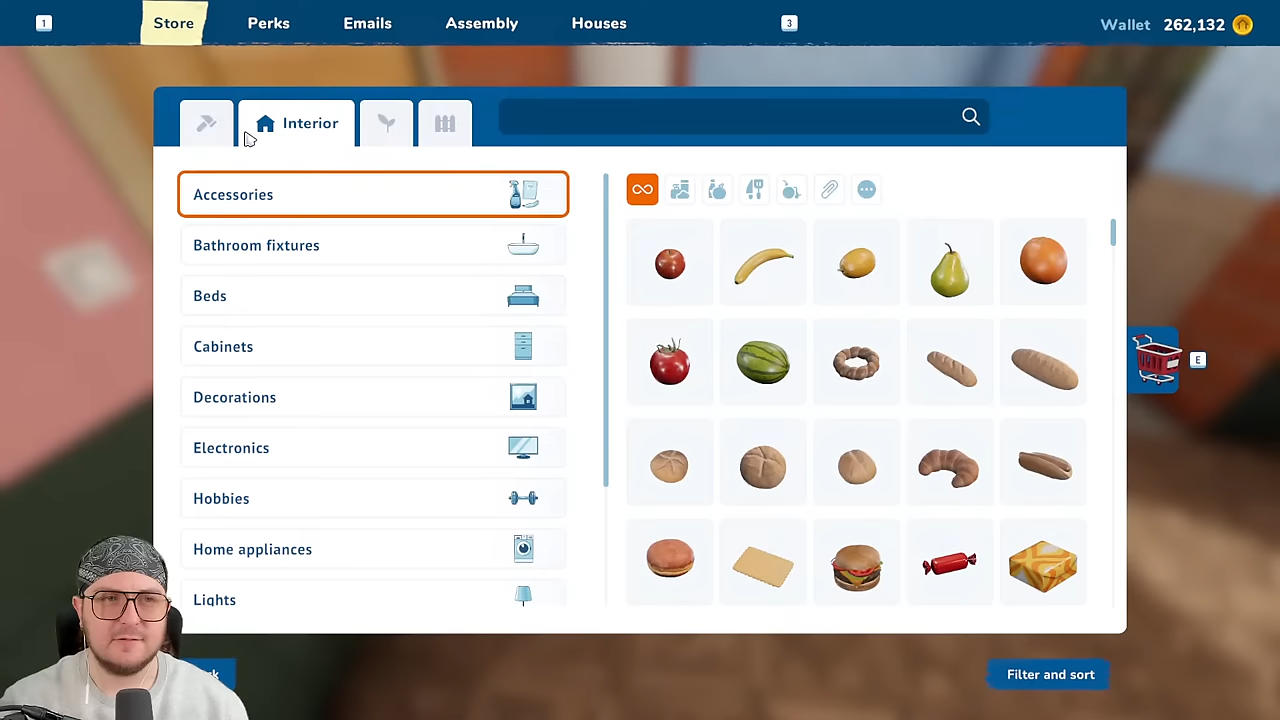 1 Store Perks Emails Assembly Houses 3 Wallet 262,132
Interior
Accessories
Bathroom fixtures
Beds
Cabinets
E
Decorations
Electronics
Hobbies
Home appliances
Lights
Filter and sort